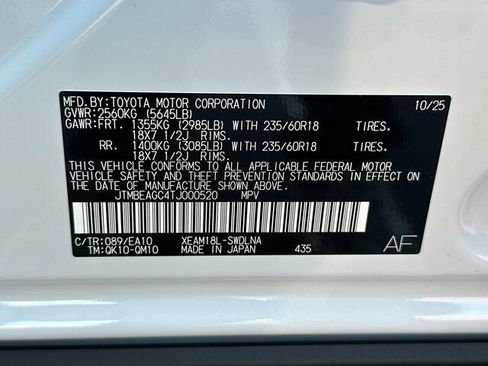 MFD.BY:TOYOTA MOTOR CORPORATION 10/25
GVWR:2560KG (5645LB)
GAWR:FRT. 1355KG (2985LB) WITH 235/60R18 TIRES.
18X7 1/2J RIMS.
RR. 1400KG (3085LB) WITH 235/60R18 TIRES.
18X7 1/2J RIMS.
THIS VEHICLE CONFORMS TO ALL APPLICABLE FEDERAL MOTOR
VEHICLE SAFETY AND THEFT PREVENTION STANDARDS IN EFFECT
ON THE DATE OF MANUFACTURE SHOWN ABOVE.
JTMBEAGC4TJ000520 MPV
C/TR:089/EA10 XEAM18L-SWDLNA
TM:QK10-QM10 MADE IN JAPAN 435 AF